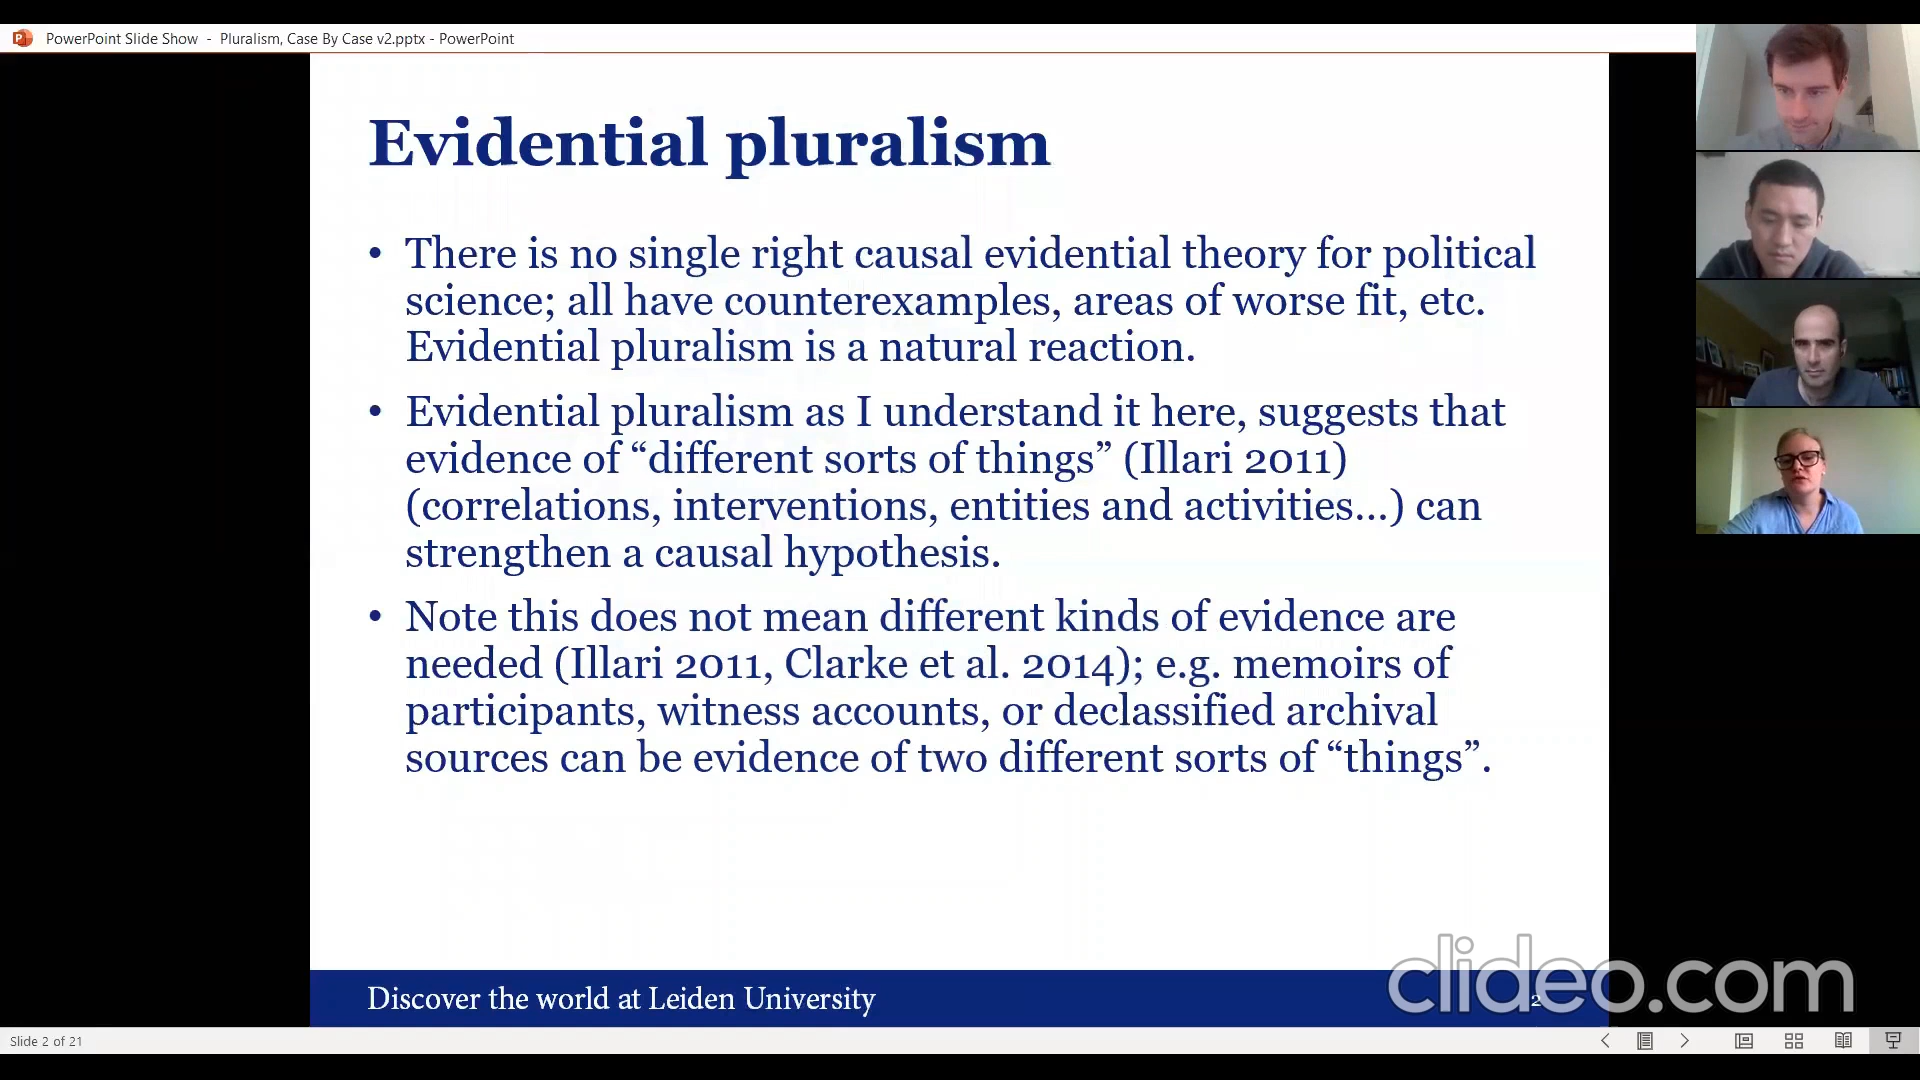 PowerPoint Slide Show - Pluralism, Case By Case v2.pptx - PowerPoint
Evidential pluralism
• There is no single right causal evidential theory for political
science; all have counterexamples, areas of worse fit, etc.
Evidential pluralism is a natural reaction.
• Evidential pluralism as I understand it here, suggests that
evidence of “different sorts of things” (Illari 2011)
(correlations, interventions, entities and activities…) can
strengthen a causal hypothesis.
• Note this does not mean different kinds of evidence are
needed (Illari 2011, Clarke et al. 2014); e.g. memoirs of
participants, witness accounts, or declassified archival
sources can be evidence of two different sorts of “things”.
Discover the world at Leiden University
2
clideo.com
Slide 2 of 21